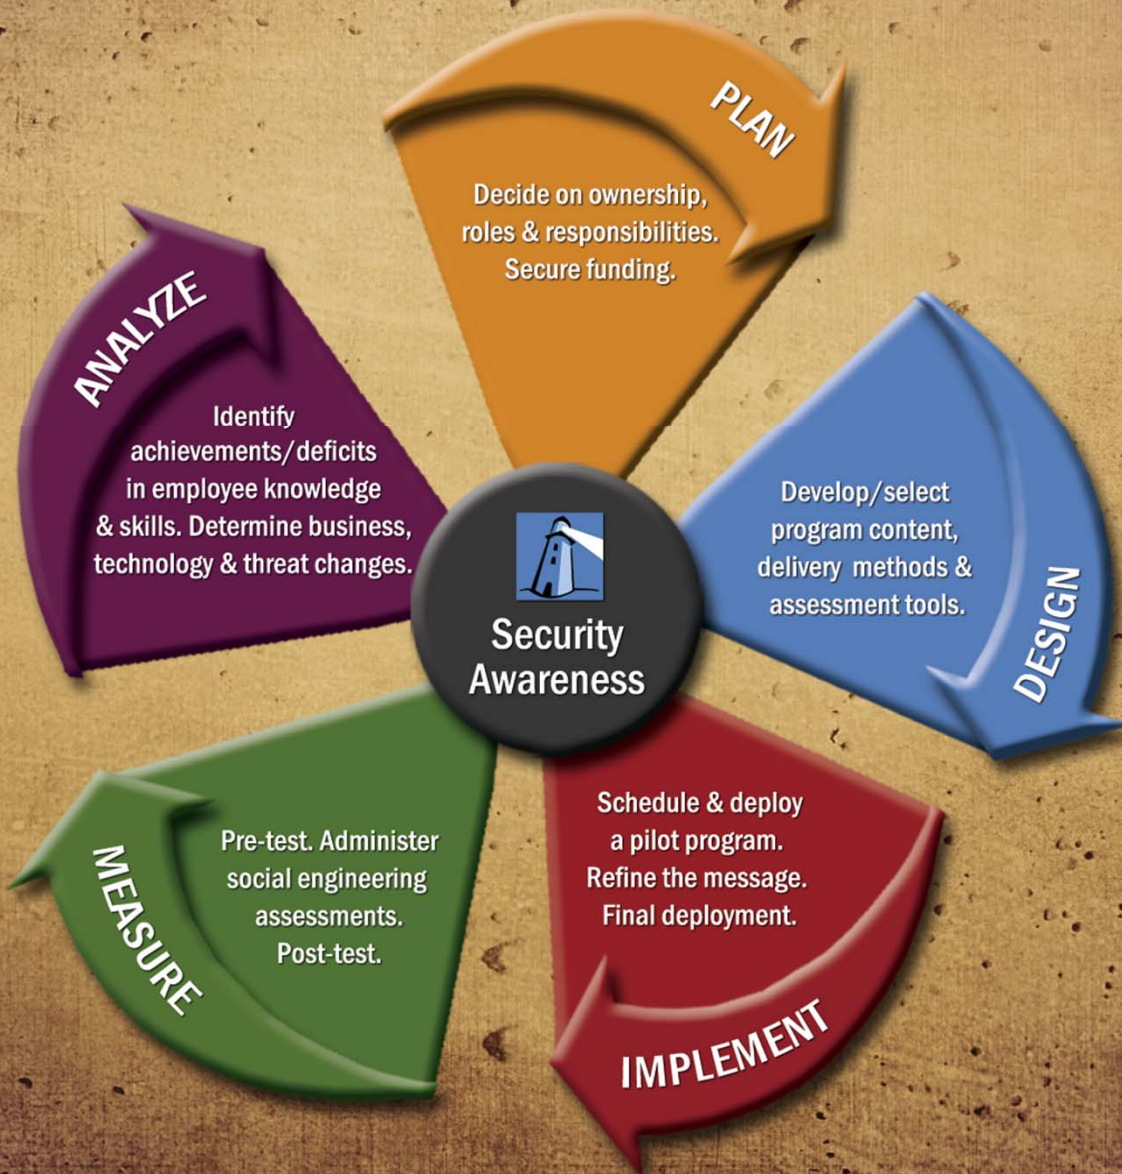 PLAN
Decide on ownership,
roles & responsibilities.
Secure funding.
DESIGN
Develop/select
program content,
delivery methods &
assessment tools.
IMPLEMENT
Schedule & deploy
a pilot program.
Refine the message.
Final deployment.
MEASURE
Pre-test. Administer
social engineering
assessments.
Post-test.
ANALYZE
Identify
achievements/deficits
in employee knowledge
& skills. Determine business,
technology & threat changes.
Security
Awareness